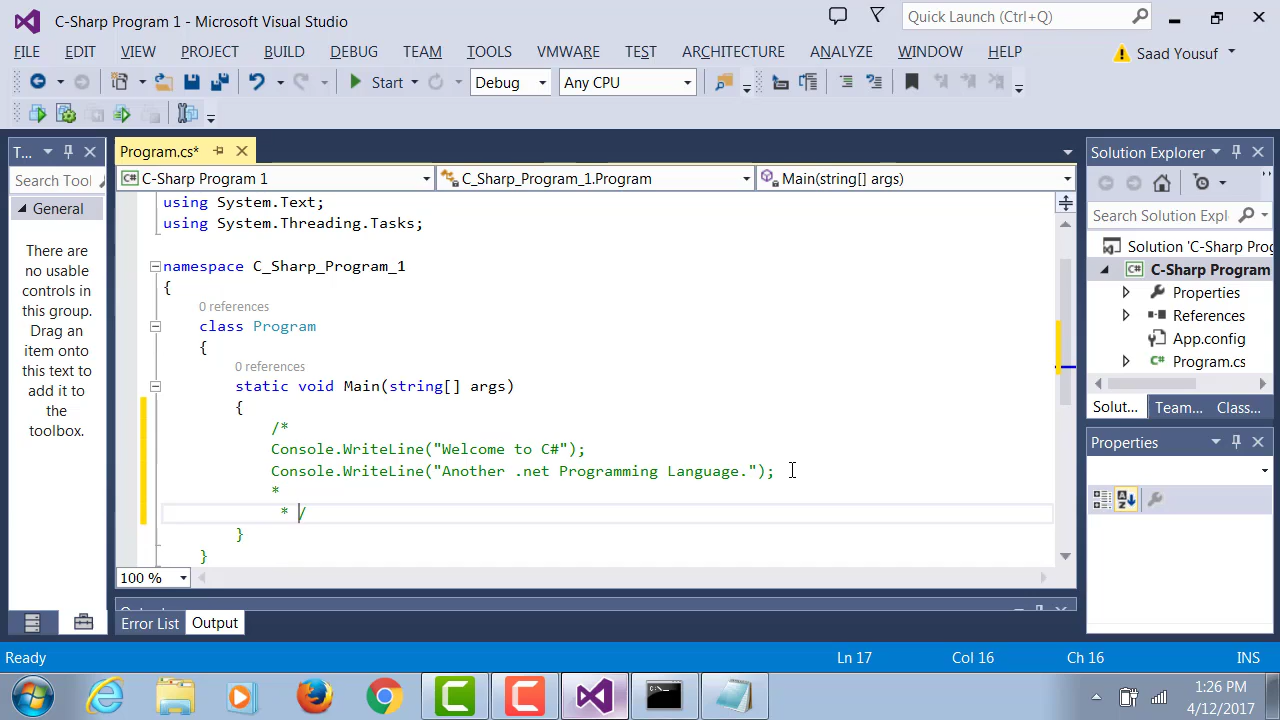 C-Sharp Program 1 - Microsoft Visual Studio
Quick Launch (Ctrl+Q)
FILE EDIT VIEW PROJECT BUILD DEBUG TEAM TOOLS VMWARE TEST ARCHITECTURE ANALYZE WINDOW HELP
Saad Yousuf
Start Debug Any CPU
T...
Search Tool
General
There are
no usable
controls in
this group.
Drag an
item onto
this text to
add it to
the
toolbox.
Program.cs*
C-Sharp Program 1
C_Sharp_Program_1.Program
Main(string[] args)
using System.Text;
using System.Threading.Tasks;
namespace C_Sharp_Program_1
{
0 references
class Program
{
0 references
static void Main(string[] args)
{
/*
Console.WriteLine("Welcome to C#");
Console.WriteLine("Another .net Programming Language.");
*
* /
}
}
100 %
Error List Output
Solution Explorer
Search Solution Expl
Solution 'C-Sharp Prog
C-Sharp Program
Properties
References
App.config
Program.cs
Solut... Team... Class...
Properties
Ready Ln 17 Col 16 Ch 16 INS
1:26 PM
4/12/2017